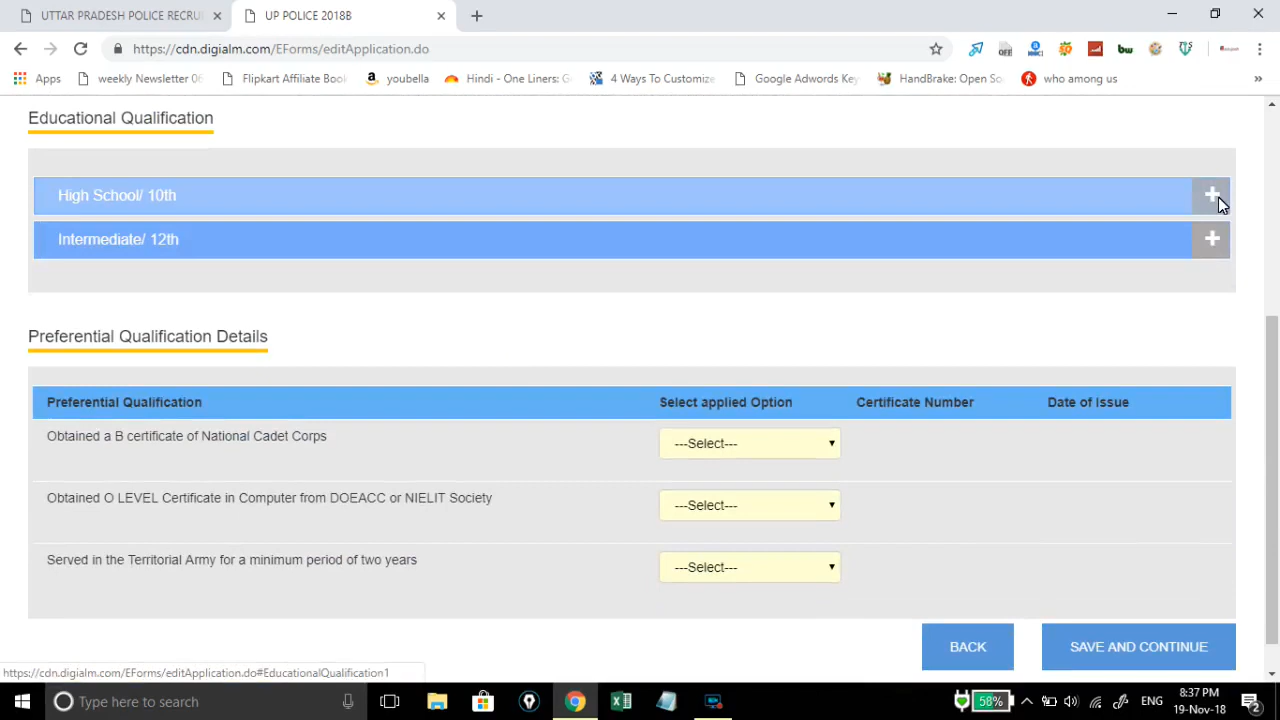 UTTAR PRADESH POLICE RECRU
UP POLICE 2018B
https://cdn.digialm.com/EForms/editApplication.do
Apps
weekly Newsletter 06
Flipkart Affiliate Book
youbella
Hindi - One Liners: G
4 Ways To Customize
Google Adwords Key
HandBrake: Open So
who among us
Educational Qualification
High School/ 10th
Intermediate/ 12th
Preferential Qualification Details
Preferential Qualification Select applied Option Certificate Number Date of Issue
Obtained a B certificate of National Cadet Corps ---Select---
Obtained O LEVEL Certificate in Computer from DOEACC or NIELIT Society ---Select---
Served in the Territorial Army for a minimum period of two years ---Select---
BACK SAVE AND CONTINUE
https://cdn.digialm.com/EForms/editApplication.do#EducationalQualification1
Type here to search
58%
ENG
8:37 PM
19-Nov-18
2